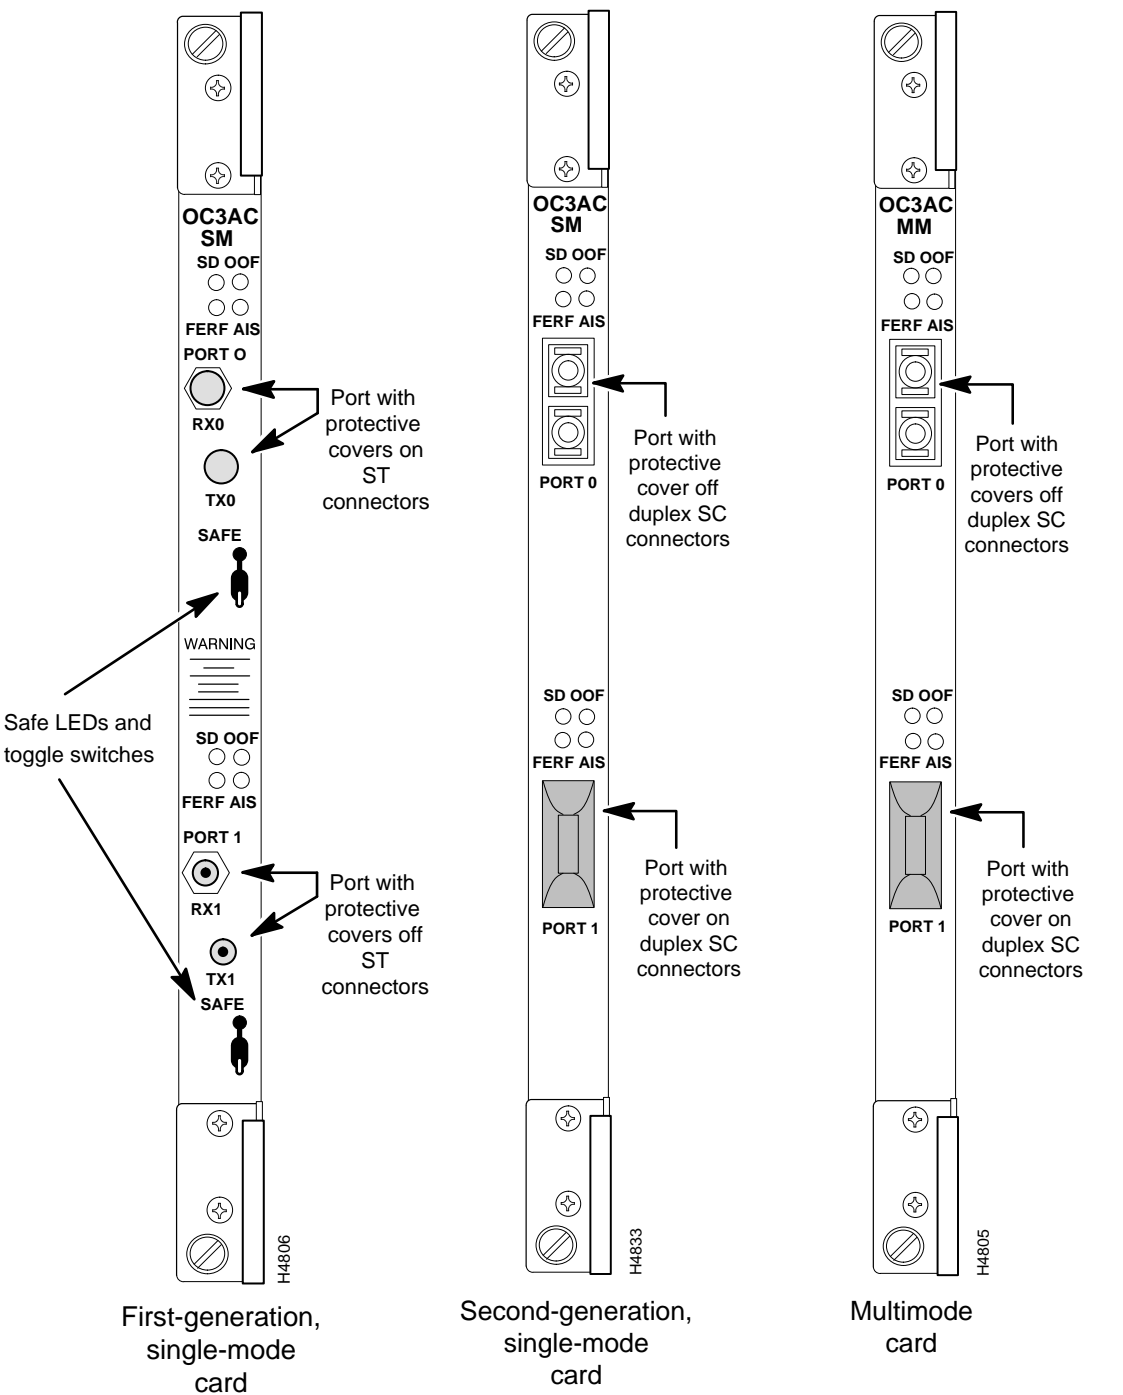 OC3AC
SM
SD OOF
FERF AIS
PORT O
RX0
TX0
SAFE
WARNING
SD OOF
FERF AIS
PORT 1
RX1
TX1
SAFE
Port with
protective
covers on
ST
connectors
Safe LEDs and
toggle switches
Port with
protective
covers off
ST
connectors
H4806
First-generation,
single-mode
card
OC3AC
SM
SD OOF
FERF AIS
PORT 0
Port with
protective
cover off
duplex SC
connectors
SD OOF
FERF AIS
PORT 1
Port with
protective
cover on
duplex SC
connectors
H4833
Second-generation,
single-mode
card
OC3AC
MM
SD OOF
FERF AIS
PORT 0
Port with
protective
covers off
duplex SC
connectors
SD OOF
FERF AIS
PORT 1
Port with
protective
cover on
duplex SC
connectors
H4805
Multimode
card